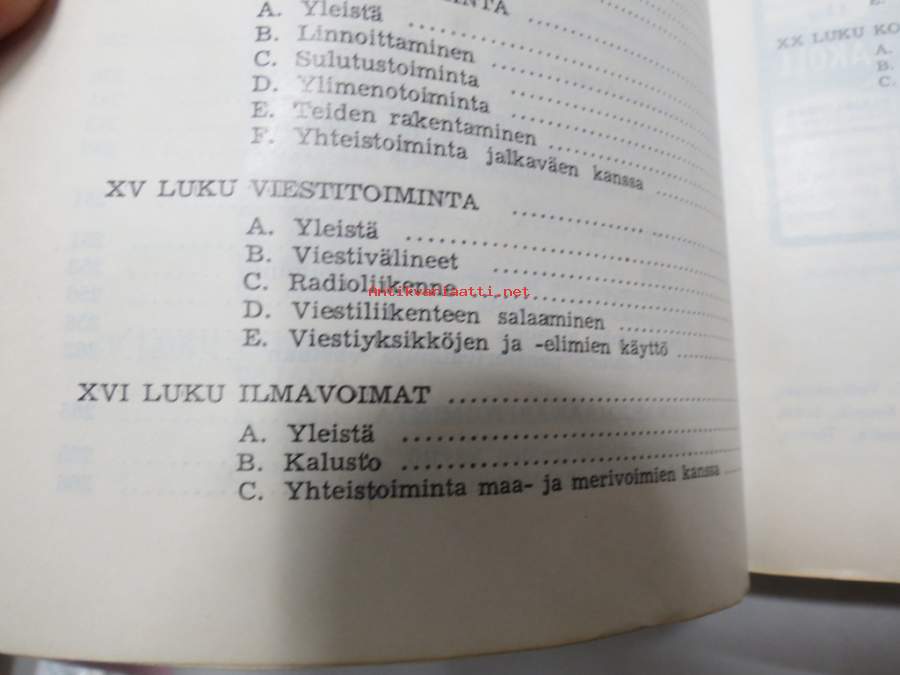 A. Yleistä
B. Linnoittaminen
C. Sulutustoiminta
D. Ylimenotoiminta
E. Teiden rakentaminen
F. Yhteistoiminta jalkaväen kanssa
XV LUKU VIESTITOIMINTA
A. Yleistä
B. Viestivälineet
C. Radioliikenne
antikvariaatti.net
D. Viestiliikenteen salaaminen
E. Viestiyksikköjen ja -elimien käyttö
XVI LUKU ILMAVOIMAT
A. Yleistä
B. Kalusto
C. Yhteistoiminta maa- ja merivoimien kanssa
E.
XX LUKU KO
A.
B.
C.